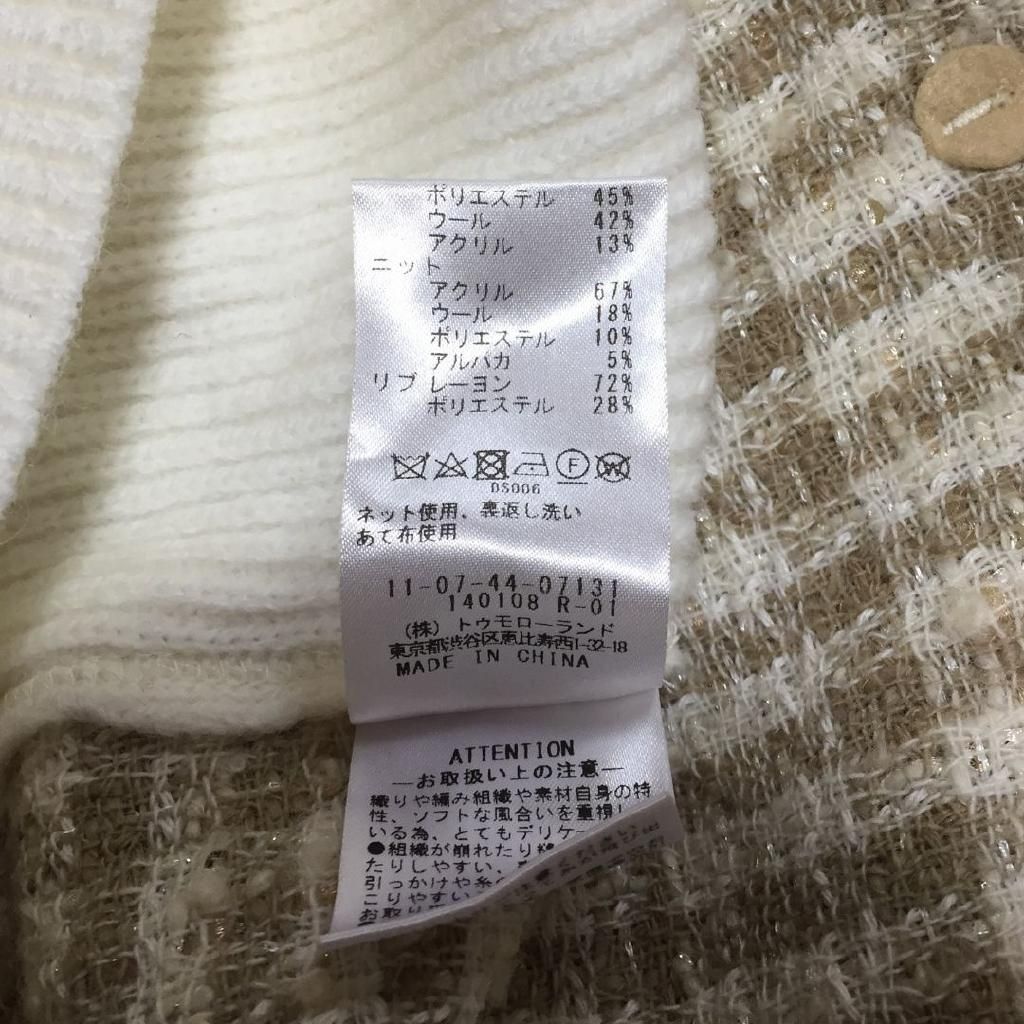 ポリエステル 45%
ウール 42%
アクリル 13%
ニット
アクリル 67%
ウール 18%
ポリエステル 10%
アルパカ 5%
リブ レーヨン 72%
ポリエステル 28%
F W
DS006
ネット使用、裏返し洗い
あて布使用
11-07-44-07131
140108 R-01
(株) トゥモローランド
東京都渋谷区恵比寿西1-32-18
MADE IN CHINA
ATTENTION
―お取扱い上の注意―
織りや編み組織や素材自身の特
性、ソフトな風合いを重視し
いる為、とてもデリケー
●組織が崩れたり
たりしやすい、
引っかけや糸
こりやすい
お取り